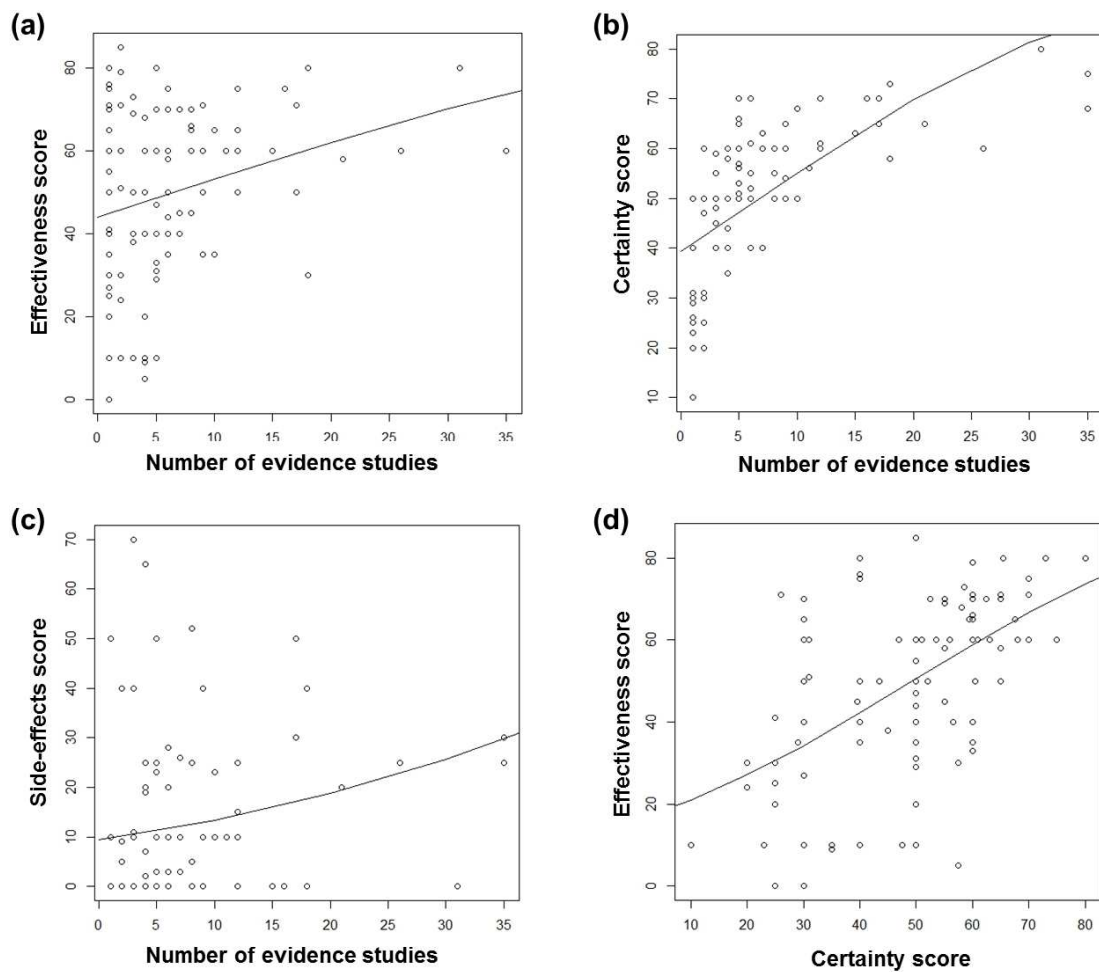 (a)
Effectiveness score
80
60
40
20
0
0 5 10 15 20 25 30 35
Number of evidence studies
(b)
Certainty score
80
70
60
50
40
30
20
10
0 5 10 15 20 25 30 35
Number of evidence studies
(c)
Side-effects score
70
60
50
40
30
20
10
0
0 5 10 15 20 25 30 35
Number of evidence studies
(d)
Effectiveness score
80
60
40
20
0
10 20 30 40 50 60 70 80
Certainty score